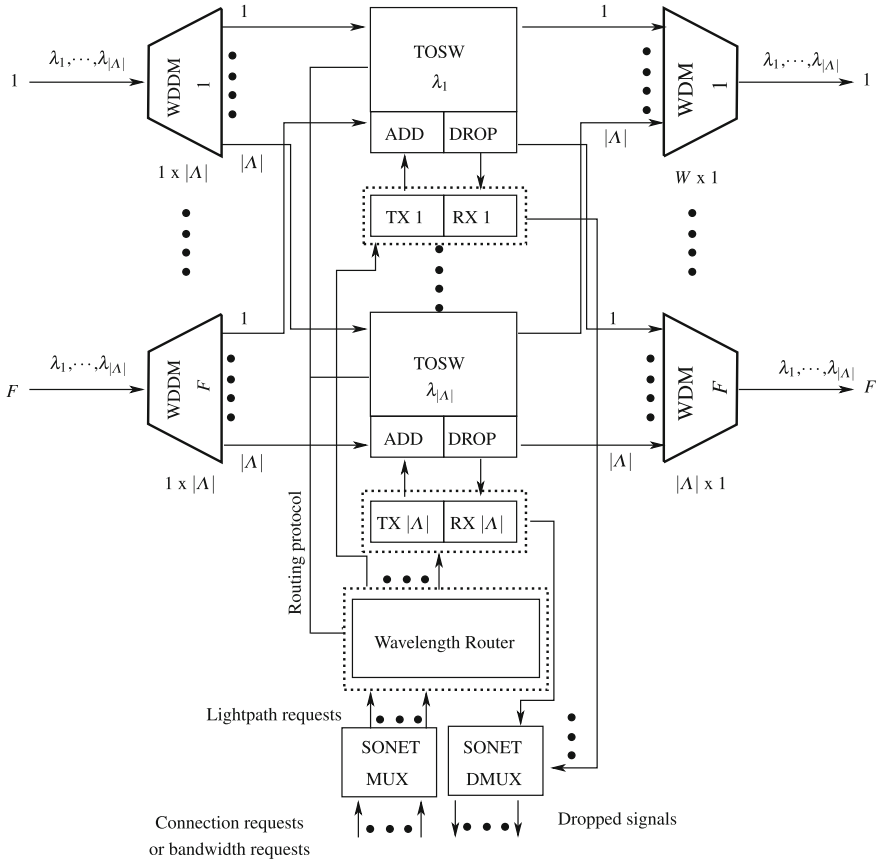 1
λ1,···,λ|Λ|
WDDM
1
1 x |Λ|
1
|Λ|
TOSW
λ1
ADD
DROP
TX 1
RX 1
1
|Λ|
WDM
1
W x 1
λ1,···,λ|Λ|
1
F
λ1,···,λ|Λ|
WDDM
F
1 x |Λ|
1
|Λ|
TOSW
λ|Λ|
ADD
DROP
TX |Λ|
RX |Λ|
1
|Λ|
WDM
F
|Λ| x 1
λ1,···,λ|Λ|
F
Routing protocol
Wavelength Router
Lightpath requests
SONET
MUX
SONET
DMUX
Connection requests
or bandwidth requests
Dropped signals